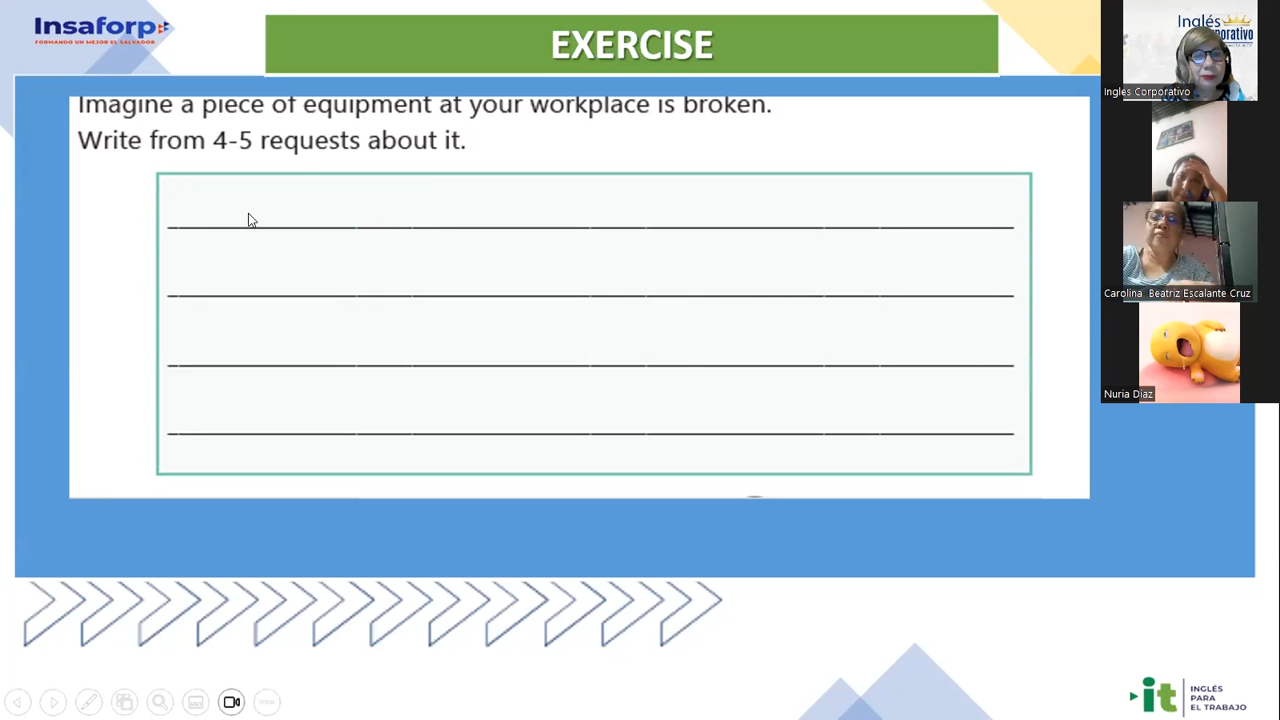 Insaforp
FORMANDO UN MEJOR EL SALVADOR
EXERCISE
Imagine a piece of equipment at your workplace is broken.
Write from 4-5 requests about it.
Inglés
Ingles Corporativo
Carolina Beatriz Escalante Cruz
Nuria Diaz
it
INGLÉS
PARA
EL TRABAJO